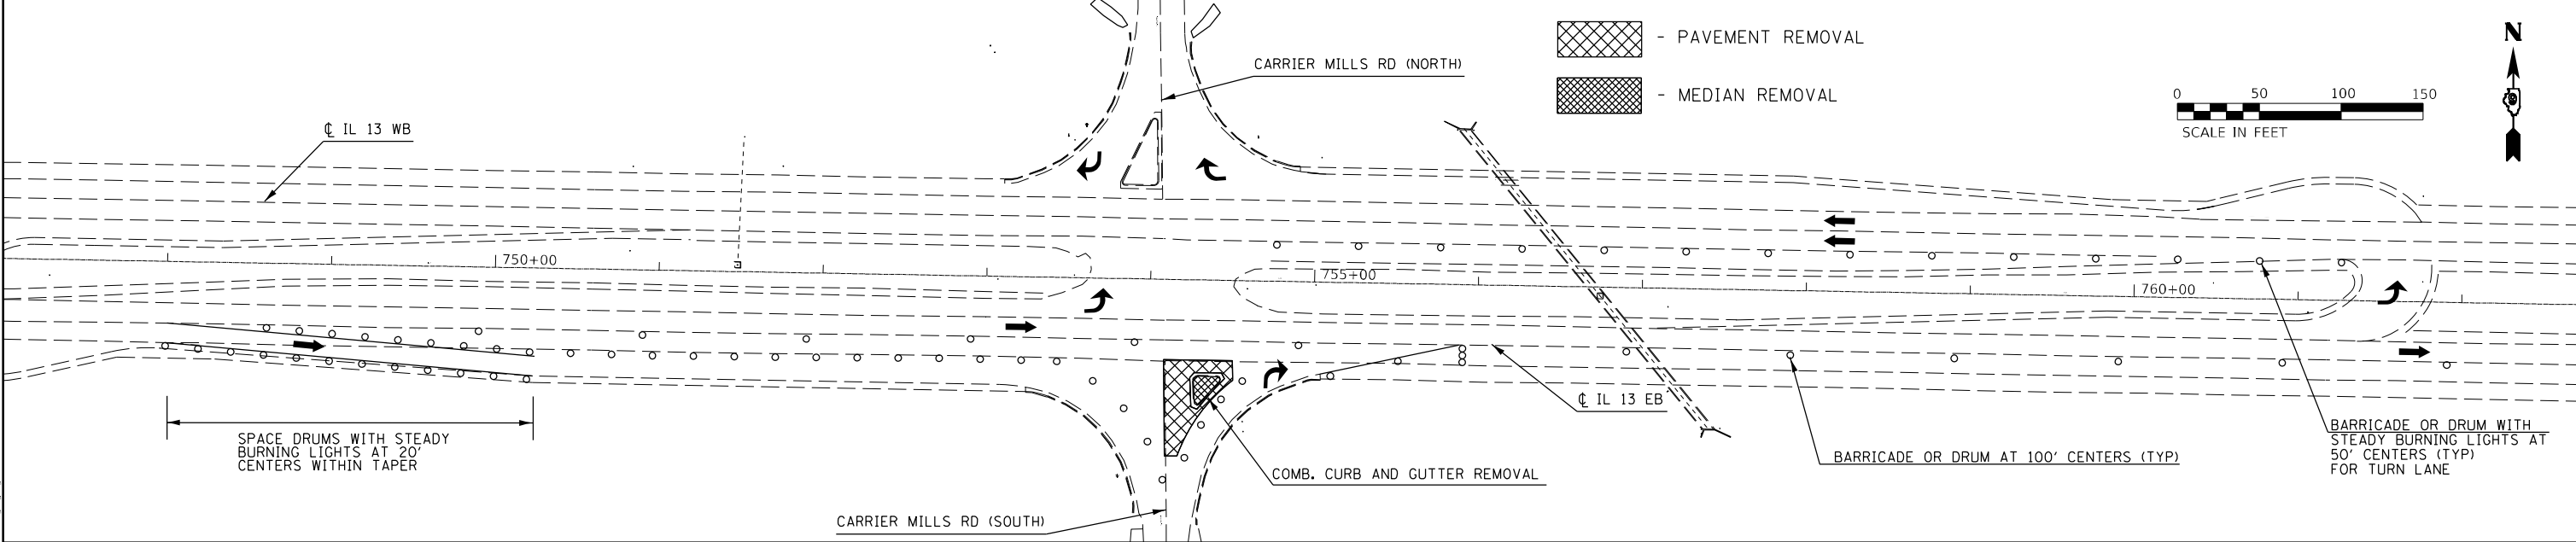 - PAVEMENT REMOVAL
- MEDIAN REMOVAL
N
0 50 100 150
SCALE IN FEET
CARRIER MILLS RD (NORTH)
℄ IL 13 WB
750+00
755+00
760+00
℄ IL 13 EB
SPACE DRUMS WITH STEADY
BURNING LIGHTS AT 20'
CENTERS WITHIN TAPER
BARRICADE OR DRUM AT 100' CENTERS (TYP)
BARRICADE OR DRUM WITH
STEADY BURNING LIGHTS AT
50' CENTERS (TYP)
FOR TURN LANE
COMB. CURB AND GUTTER REMOVAL
CARRIER MILLS RD (SOUTH)